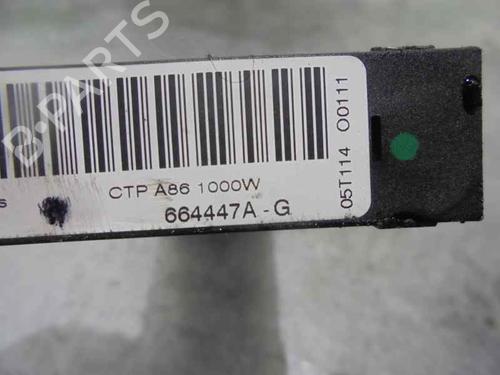 B-PARTS
s
CTP A86 1000W
664447A - G
05T114 O0111